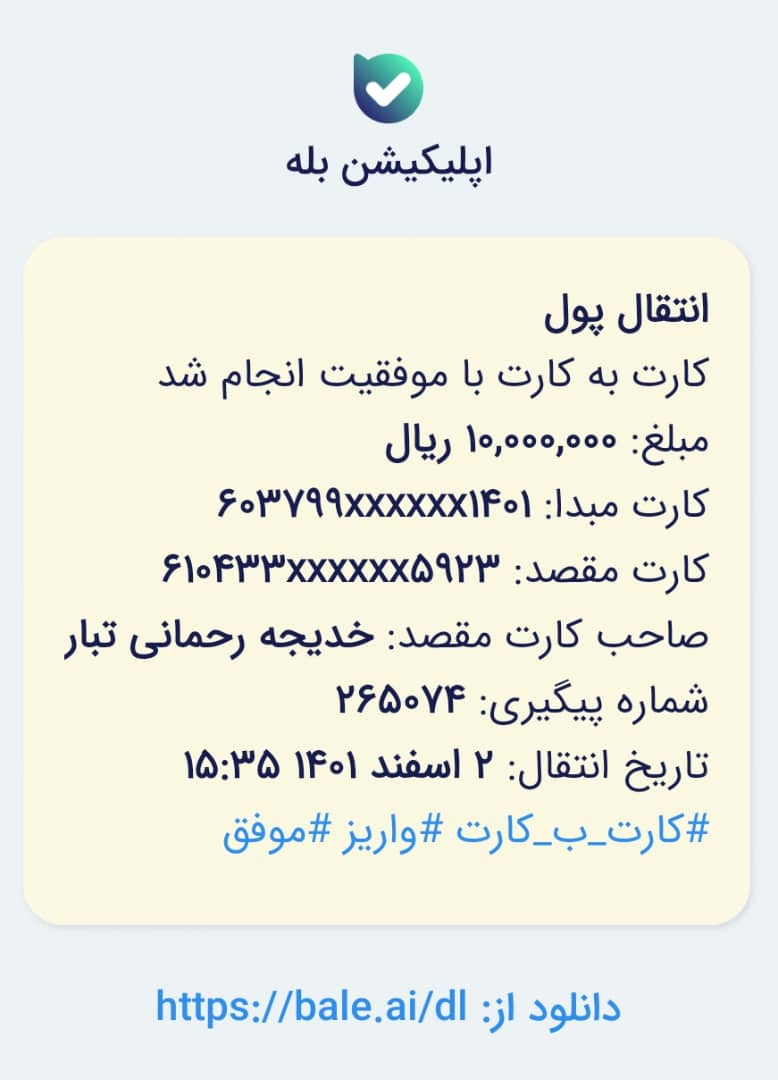 اپلیکیشن بله
انتقال پول
کارت به کارت با موفقیت انجام شد
مبلغ: ۱۰,۰۰۰,۰۰۰ ریال
کارت مبدا: ۶۰۳۷۹۹xxxxxx۱۴۰۱
کارت مقصد: ۶۱۰۴۳۳xxxxxx۵۹۲۳
صاحب کارت مقصد: خدیجه رحمانی تبار
شماره پیگیری: ۲۶۵۰۷۴
تاریخ انتقال: ۲ اسفند ۱۴۰۱ ۱۵:۳۵
#کارت_ب_کارت #واریز #موفق
دانلود از: https://bale.ai/dl